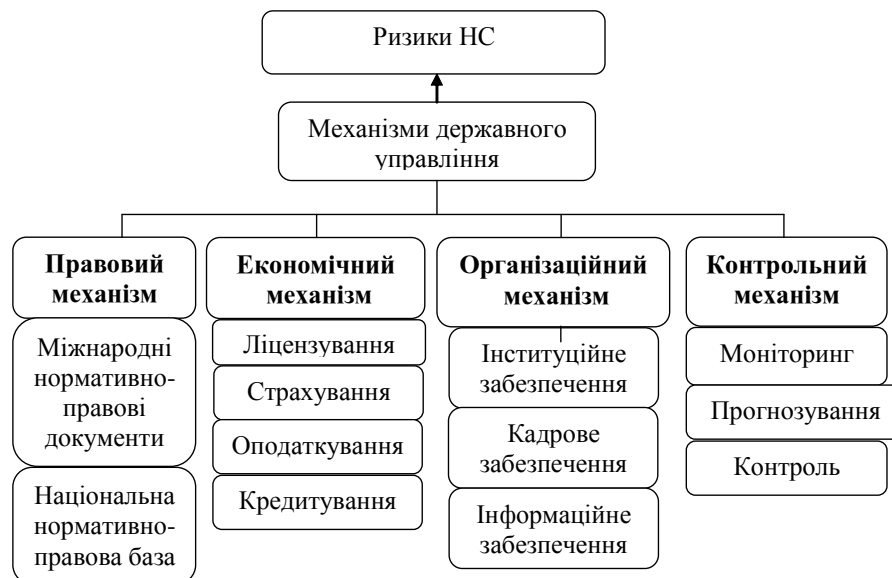 Ризики НС
Механізми державного
управління
Правовий
механізм
Міжнародні
нормативно-
правові
документи
Національна
нормативно-
правова база
Економічний
механізм
Ліцензування
Страхування
Оподаткування
Кредитування
Організаційний
механізм
Інституційне
забезпечення
Кадрове
забезпечення
Інформаційне
забезпечення
Контрольний
механізм
Моніторинг
Прогнозування
Контроль